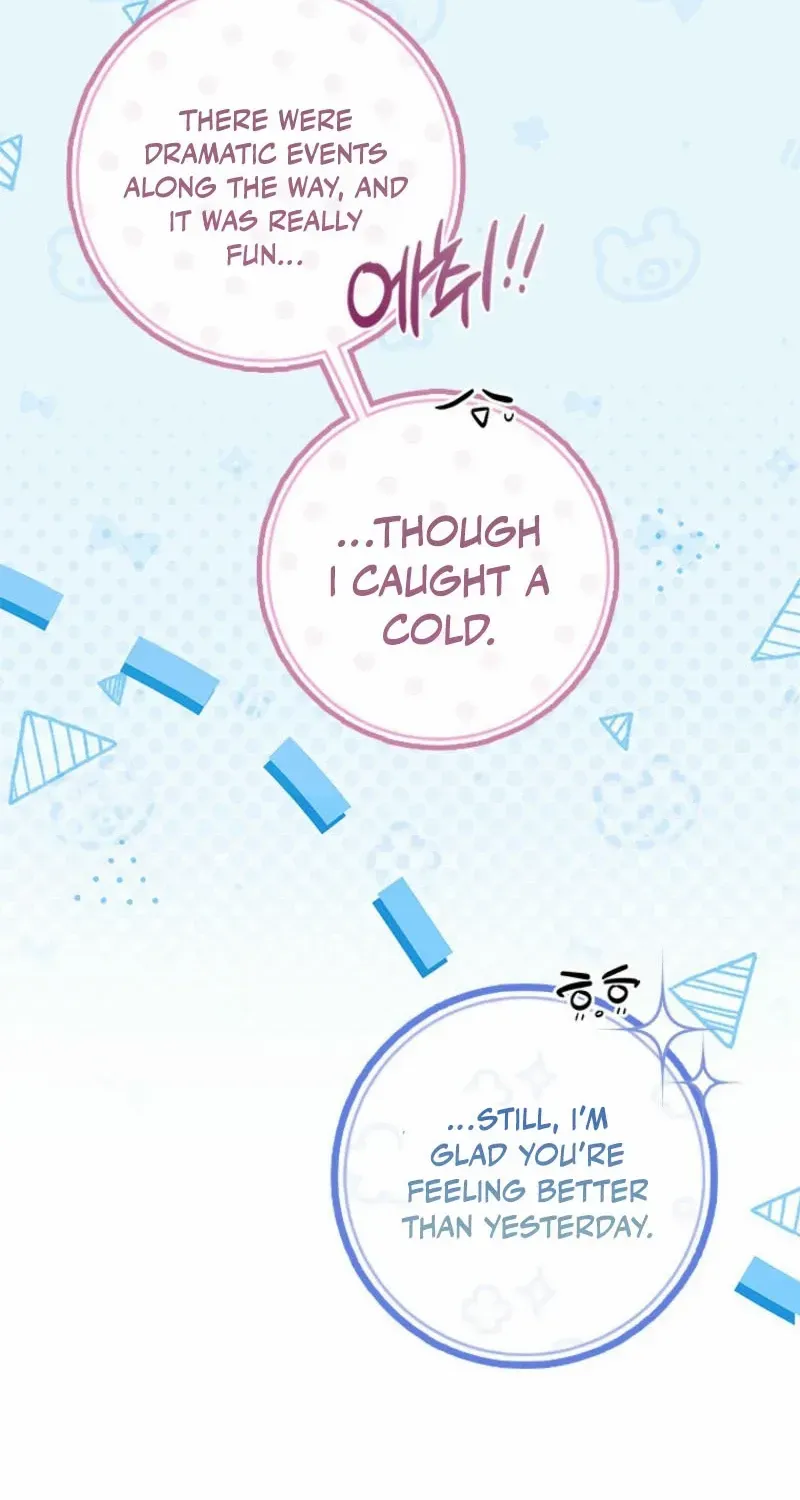 THERE WERE
DRAMATIC EVENTS
ALONG THE WAY, AND
IT WAS REALLY
FUN...
에취!!
...THOUGH
I CAUGHT A
COLD.
...STILL, I'M
GLAD YOU'RE
FEELING BETTER
THAN YESTERDAY.